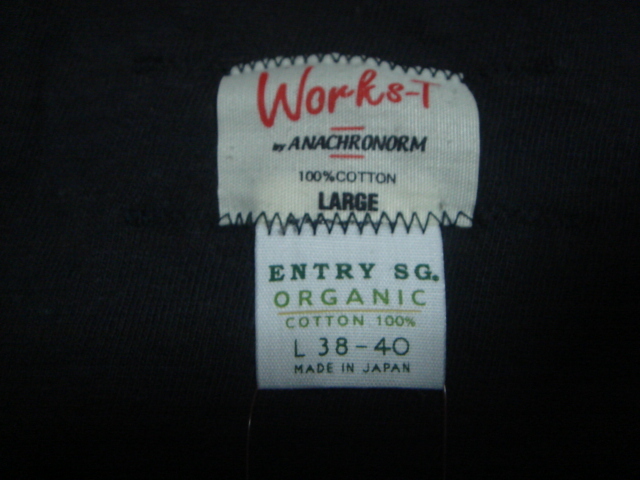 Works-T
by ANACHRONORM
100%COTTON
LARGE
ENTRY SG.
ORGANIC
COTTON 100%
L 38-40
MADE IN JAPAN